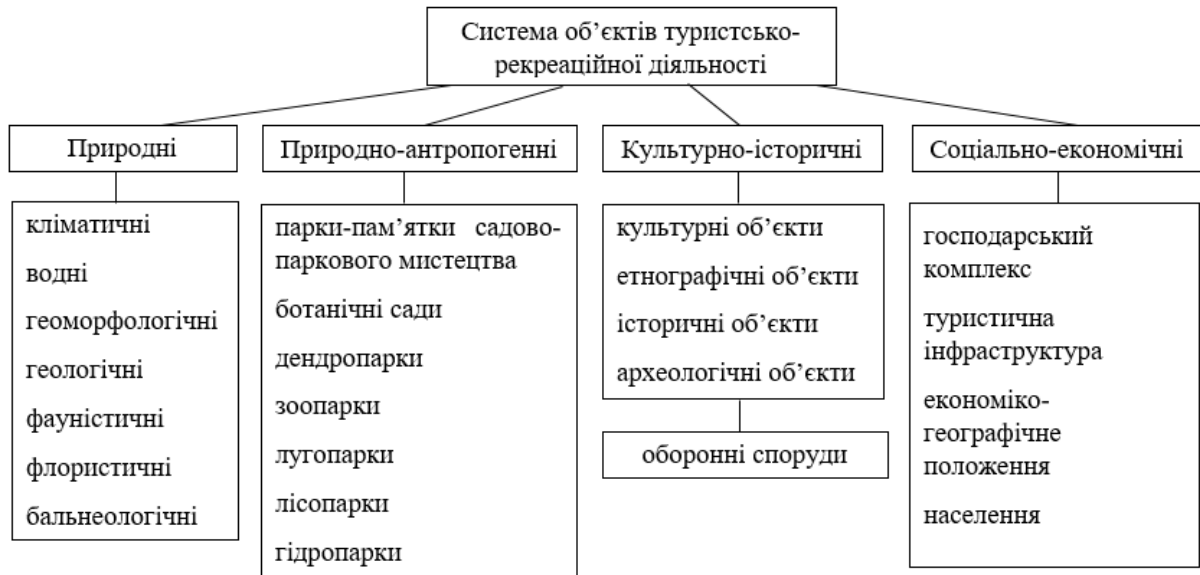 Система об’єктів туристсько-
рекреаційної діяльності
Природні
Природно-антропогенні
Культурно-історичні
Соціально-економічні
кліматичні
водні
геоморфологічні
геологічні
фауністичні
флористичні
бальнеологічні
парки-пам’ятки садово-
паркового мистецтва
ботанічні сади
дендропарки
зоопарки
лугопарки
лісопарки
гідропарки
культурні об’єкти
етнографічні об’єкти
історичні об’єкти
археологічні об’єкти
оборонні споруди
господарський
комплекс
туристична
інфраструктура
економіко-
географічне
положення
населення